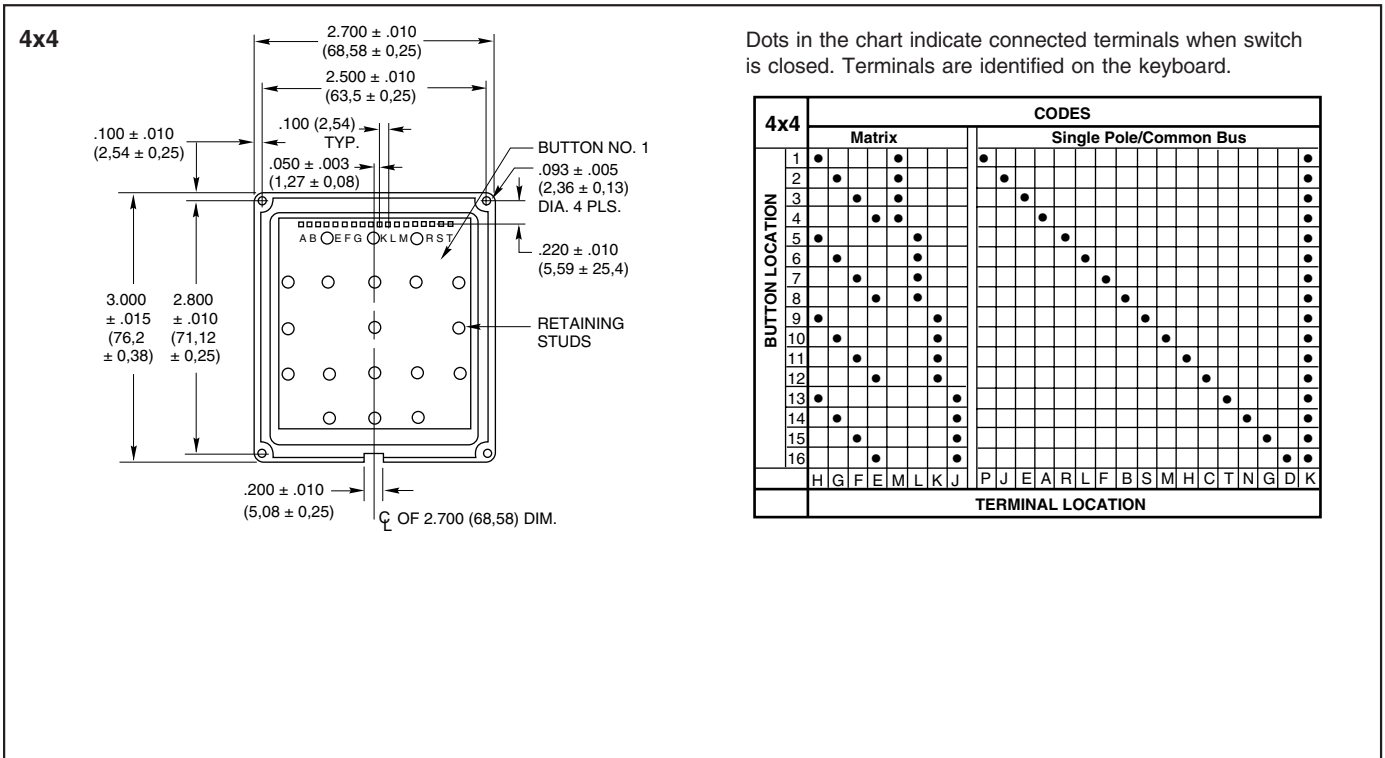 4x4
2.700 ± .010
(68,58 ± 0,25)
2.500 ± .010
(63,5 ± 0,25)
.100 (2,54)
TYP.
.100 ± .010
(2,54 ± 0,25)
.050 ± .003
(1,27 ± 0,08)
BUTTON NO. 1
.093 ± .005
(2,36 ± 0,13)
DIA. 4 PLS.
A B E F G K L M R S T
.220 ± .010
(5,59 ± 25,4)
3.000
± .015
(76,2
± 0,38)
2.800
± .010
(71,12
± 0,25)
RETAINING
STUDS
.200 ± .010
(5,08 ± 0,25)
℄ OF 2.700 (68,58) DIM.
Dots in the chart indicate connected terminals when switch
is closed. Terminals are identified on the keyboard.
4x4
CODES
Matrix
Single Pole/Common Bus
BUTTON LOCATION
1
2
3
4
5
6
7
8
9
10
11
12
13
14
15
16
H G F E M L K J P J E A R L F B S M H C T N G D K
TERMINAL LOCATION